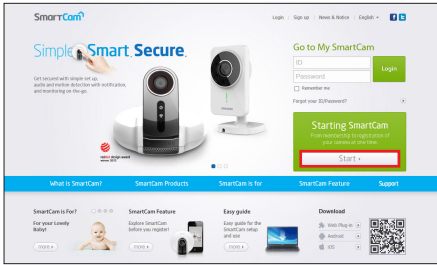 SmartCam
Login | Sign up | News & Notice | English
Simple. Smart. Secure.
Get secured with simple set up,
audio and motion detection with notification,
and monitoring on-the-go.
reddot design award
winner 2012
Go to My SmartCam
ID
Password
Login
Remember me
Forgot your ID/Password?
Starting SmartCam
From membership to registration of
your camera at one time.
Start
What is SmartCam?
SmartCam Products
SmartCam is for
SmartCam Feature
Support
SmartCam is For?
For your Lovely
Baby!
more
SmartCam Feature
Explore SmartCam
before you register!
more
Easy guide
Easy guide for the
SmartCam setup
and use
more
Download
Web Plug-in
Android
iOS